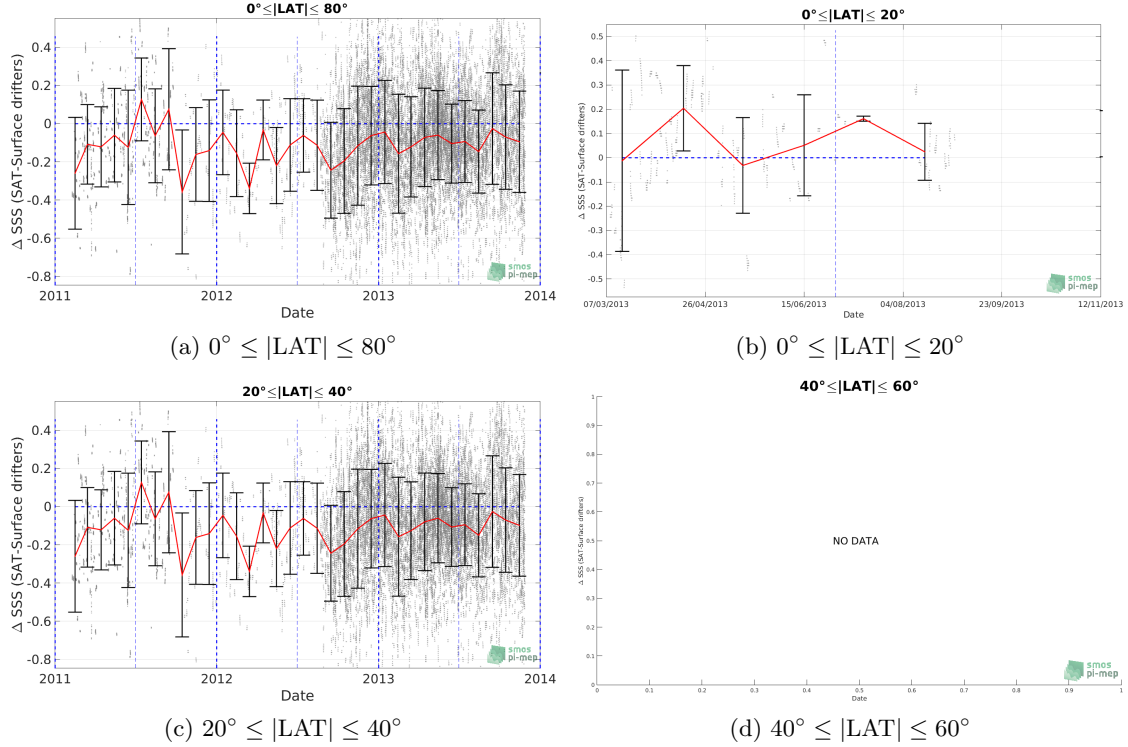 0°≤|LAT|≤ 80°
Δ SSS (SAT-Surface drifters)
0.4
0.2
0
-0.2
-0.4
-0.6
-0.8
2011
2012
2013
2014
Date
smos
pi-mep
(a) 0° ≤ |LAT| ≤ 80°
0°≤|LAT|≤ 20°
Δ SSS (SAT-Surface drifters)
0.5
0.4
0.3
0.2
0.1
0
-0.1
-0.2
-0.3
-0.4
-0.5
07/03/2013
26/04/2013
15/06/2013
04/08/2013
23/09/2013
12/11/2013
Date
smos
pi-mep
(b) 0° ≤ |LAT| ≤ 20°
20°≤|LAT|≤ 40°
Δ SSS (SAT-Surface drifters)
0.4
0.2
0
-0.2
-0.4
-0.6
-0.8
2011
2012
2013
2014
Date
smos
pi-mep
(c) 20° ≤ |LAT| ≤ 40°
40°≤|LAT|≤ 60°
Δ SSS (SAT-Surface drifters)
1
0.9
0.8
0.7
0.6
0.5
0.4
0.3
0.2
0.1
0
NO DATA
0
0.1
0.2
0.3
0.4
0.5
0.6
0.7
0.8
0.9
1
Date
smos
pi-mep
(d) 40° ≤ |LAT| ≤ 60°